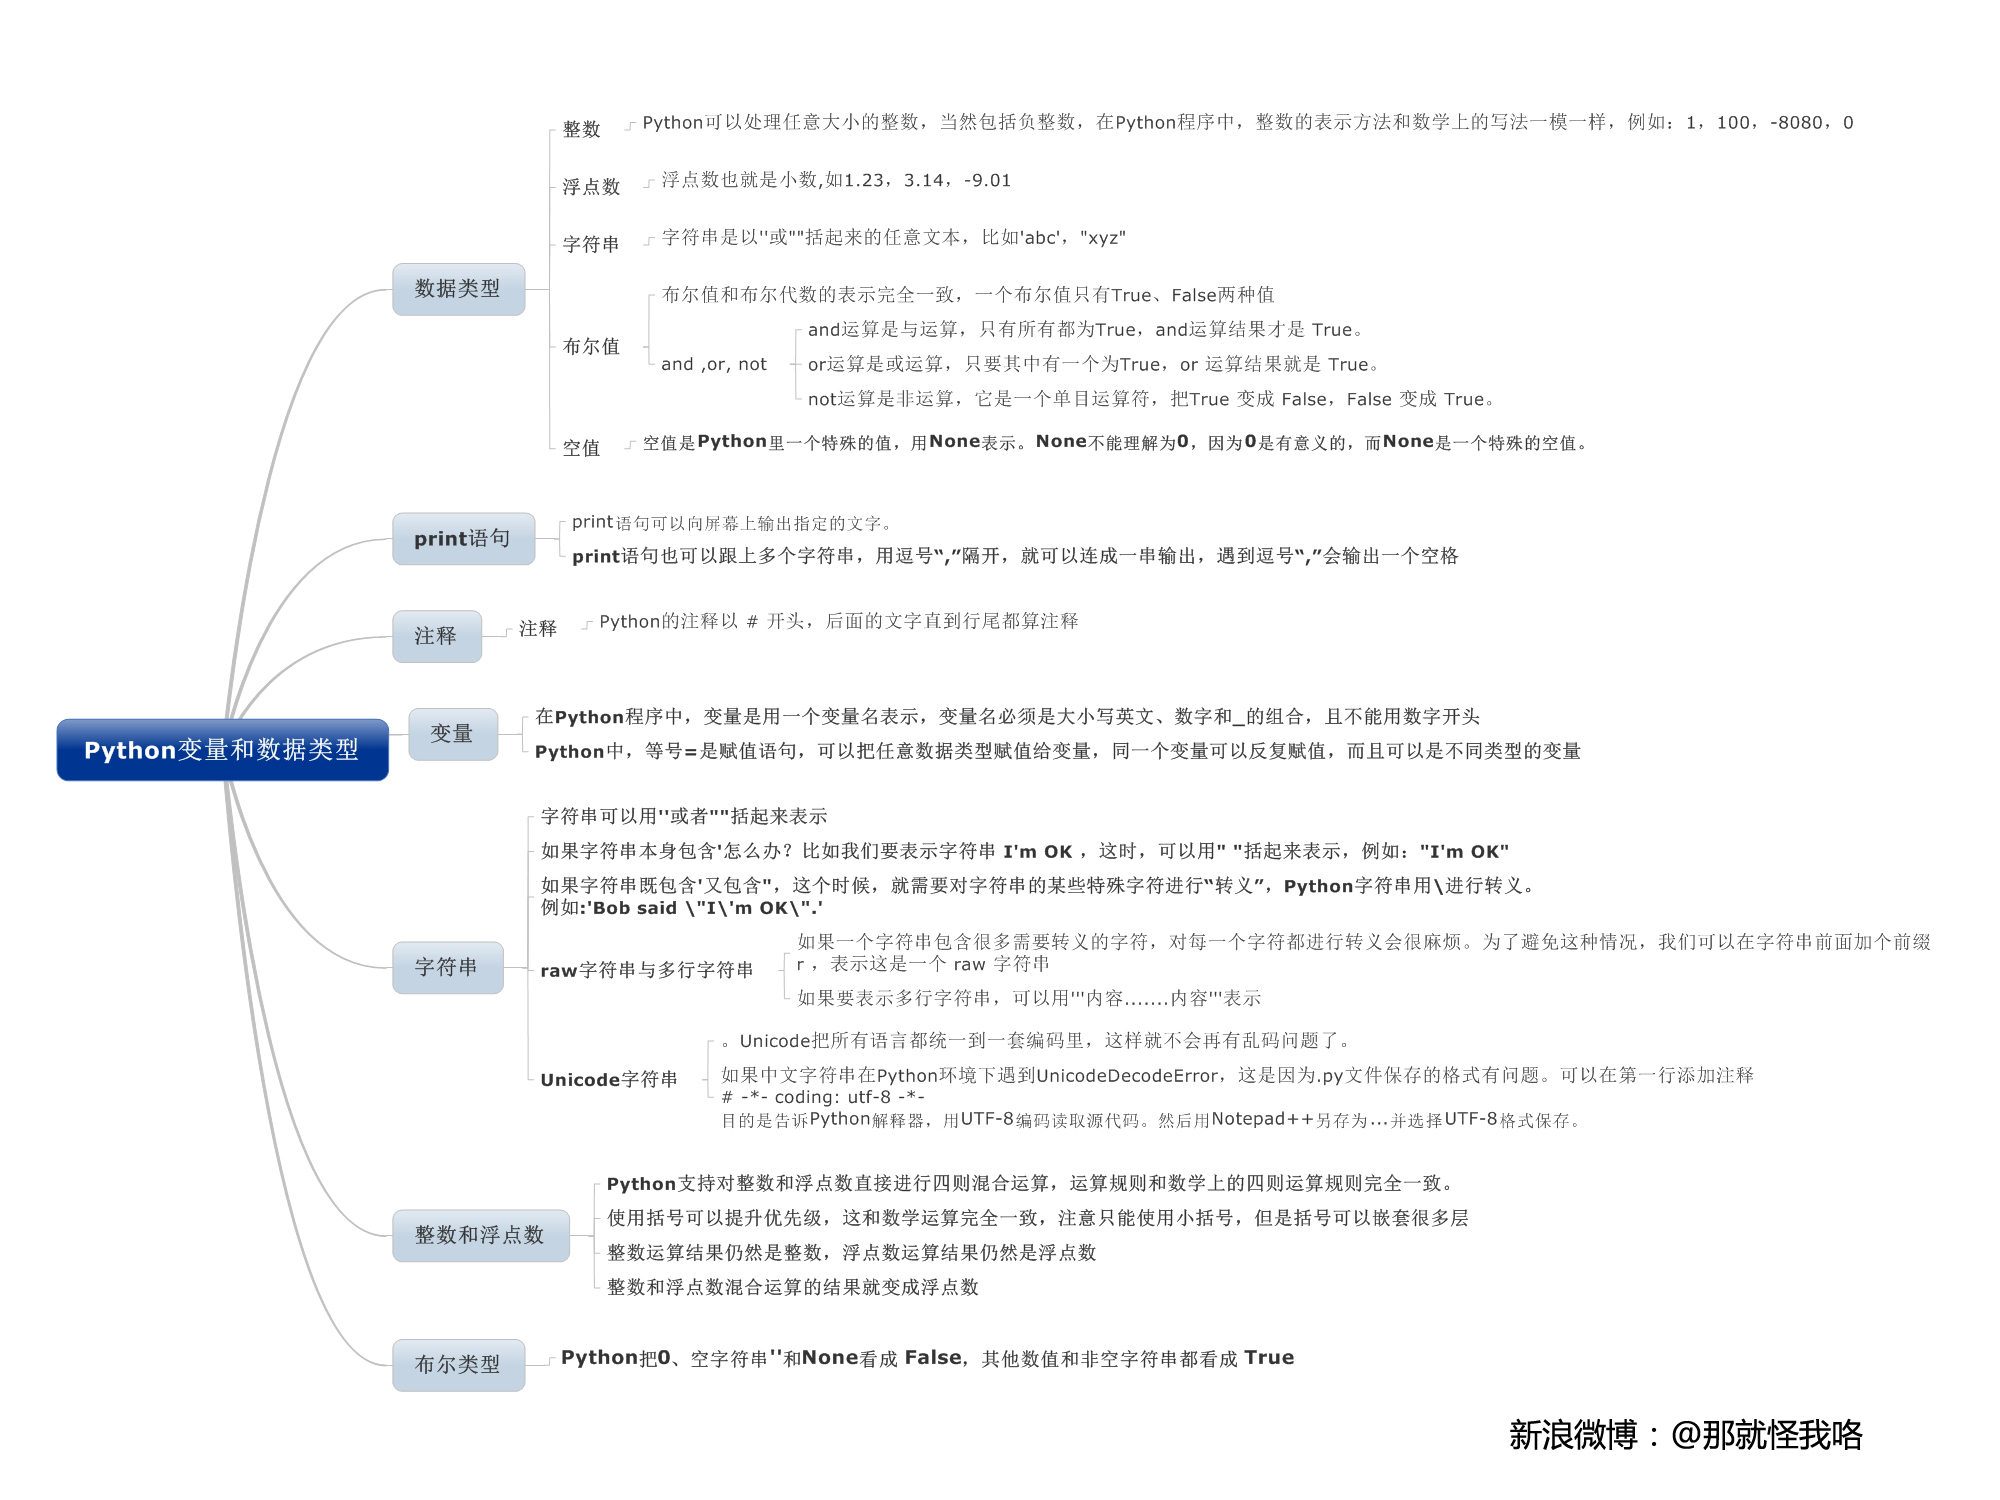 Python变量和数据类型
数据类型
整数
Python可以处理任意大小的整数，当然包括负整数，在Python程序中，整数的表示方法和数学上的写法一模一样，例如：1，100，-8080，0
浮点数
浮点数也就是小数,如1.23，3.14，-9.01
字符串
字符串是以''或""括起来的任意文本，比如'abc'，"xyz"
布尔值
布尔值和布尔代数的表示完全一致，一个布尔值只有True、False两种值
and ,or, not
and运算是与运算，只有所有都为True，and运算结果才是 True。
or运算是或运算，只要其中有一个为True，or 运算结果就是 True。
not运算是非运算，它是一个单目运算符，把True 变成 False，False 变成 True。
空值
空值是Python里一个特殊的值，用None表示。None不能理解为0，因为0是有意义的，而None是一个特殊的空值。
print语句
print语句可以向屏幕上输出指定的文字。
print语句也可以跟上多个字符串，用逗号“,”隔开，就可以连成一串输出，遇到逗号“,”会输出一个空格
注释
注释
Python的注释以 # 开头，后面的文字直到行尾都算注释
变量
在Python程序中，变量是用一个变量名表示，变量名必须是大小写英文、数字和_的组合，且不能用数字开头
Python中，等号=是赋值语句，可以把任意数据类型赋值给变量，同一个变量可以反复赋值，而且可以是不同类型的变量
字符串
字符串可以用''或者""括起来表示
如果字符串本身包含'怎么办？比如我们要表示字符串 I'm OK ，这时，可以用" "括起来表示，例如："I'm OK"
如果字符串既包含'又包含"，这个时候，就需要对字符串的某些特殊字符进行“转义”，Python字符串用\进行转义。
例如:'Bob said \"I\'m OK\".'
raw字符串与多行字符串
如果一个字符串包含很多需要转义的字符，对每一个字符都进行转义会很麻烦。为了避免这种情况，我们可以在字符串前面加个前缀
r ，表示这是一个 raw 字符串
如果要表示多行字符串，可以用'''内容.......内容'''表示
Unicode字符串
。Unicode把所有语言都统一到一套编码里，这样就不会再有乱码问题了。
如果中文字符串在Python环境下遇到UnicodeDecodeError，这是因为.py文件保存的格式有问题。可以在第一行添加注释
# -*- coding: utf-8 -*-
目的是告诉Python解释器，用UTF-8编码读取源代码。然后用Notepad++另存为...并选择UTF-8格式保存。
整数和浮点数
Python支持对整数和浮点数直接进行四则混合运算，运算规则和数学上的四则运算规则完全一致。
使用括号可以提升优先级，这和数学运算完全一致，注意只能使用小括号，但是括号可以嵌套很多层
整数运算结果仍然是整数，浮点数运算结果仍然是浮点数
整数和浮点数混合运算的结果就变成浮点数
布尔类型
Python把0、空字符串''和None看成 False，其他数值和非空字符串都看成 True
新浪微博：@那就怪我咯